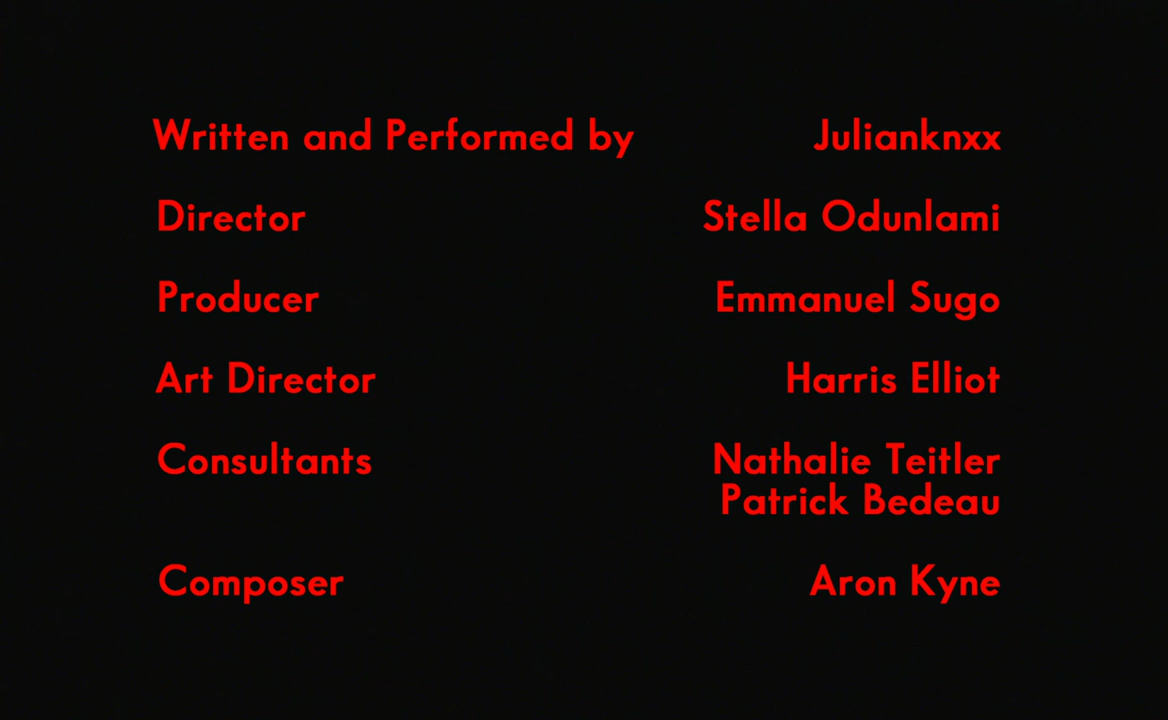 Written and Performed by Julianknxx
Director Stella Odunlami
Producer Emmanuel Sugo
Art Director Harris Elliot
Consultants Nathalie Teitler
Patrick Bedeau
Composer Aron Kyne